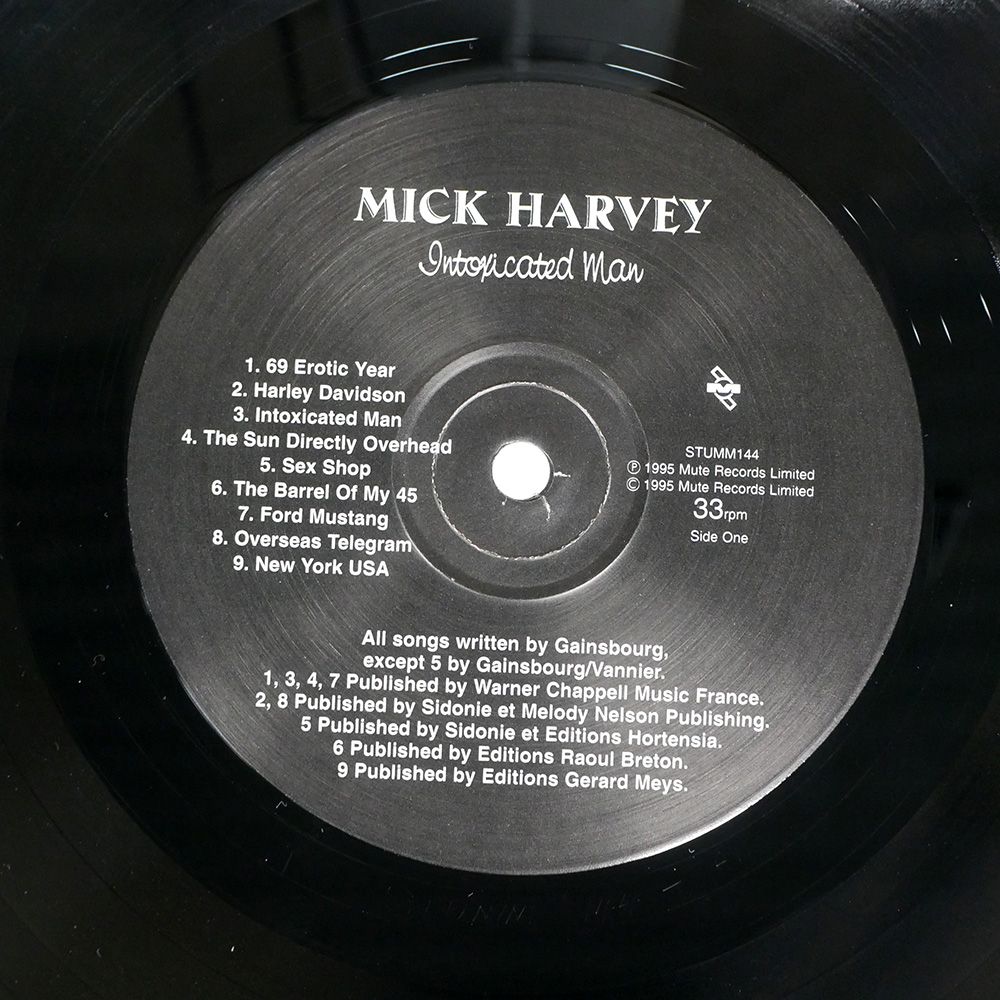 MICK HARVEY
Intoxicated Man
1. 69 Erotic Year
2. Harley Davidson
3. Intoxicated Man
4. The Sun Directly Overhead
5. Sex Shop
6. The Barrel Of My 45
7. Ford Mustang
8. Overseas Telegram
9. New York USA
STUMM144
℗ 1995 Mute Records Limited
© 1995 Mute Records Limited
33rpm
Side One
All songs written by Gainsbourg,
except 5 by Gainsbourg/Vannier.
1, 3, 4, 7 Published by Warner Chappell Music France.
2, 8 Published by Sidonie et Melody Nelson Publishing.
5 Published by Sidonie et Editions Hortensia.
6 Published by Editions Raoul Breton.
9 Published by Editions Gerard Meys.